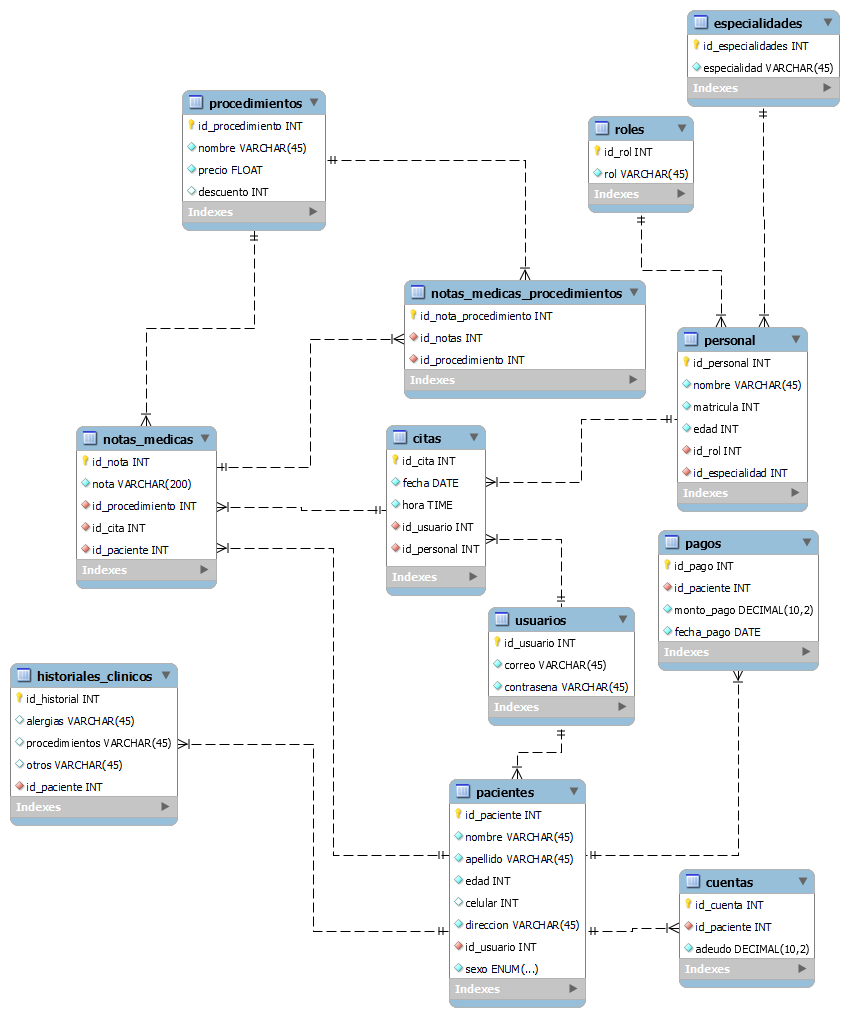 especialidades
id_especialidades INT
especialidad VARCHAR(45)
Indexes
procedimientos
id_procedimiento INT
nombre VARCHAR(45)
precio FLOAT
descuento INT
Indexes
roles
id_rol INT
rol VARCHAR(45)
Indexes
notas_medicas_procedimientos
id_nota_procedimiento INT
id_notas INT
id_procedimiento INT
Indexes
personal
id_personal INT
nombre VARCHAR(45)
matricula INT
edad INT
id_rol INT
id_especialidad INT
Indexes
notas_medicas
id_nota INT
nota VARCHAR(200)
id_procedimiento INT
id_cita INT
id_paciente INT
Indexes
citas
id_cita INT
fecha DATE
hora TIME
id_usuario INT
id_personal INT
Indexes
pagos
id_pago INT
id_paciente INT
monto_pago DECIMAL(10,2)
fecha_pago DATE
Indexes
usuarios
id_usuario INT
correo VARCHAR(45)
contrasena VARCHAR(45)
Indexes
historiales_clinicos
id_historial INT
alergias VARCHAR(45)
procedimientos VARCHAR(45)
otros VARCHAR(45)
id_paciente INT
Indexes
pacientes
id_paciente INT
nombre VARCHAR(45)
apellido VARCHAR(45)
edad INT
celular INT
direccion VARCHAR(45)
id_usuario INT
sexo ENUM(...)
Indexes
cuentas
id_cuenta INT
id_paciente INT
adeudo DECIMAL(10,2)
Indexes